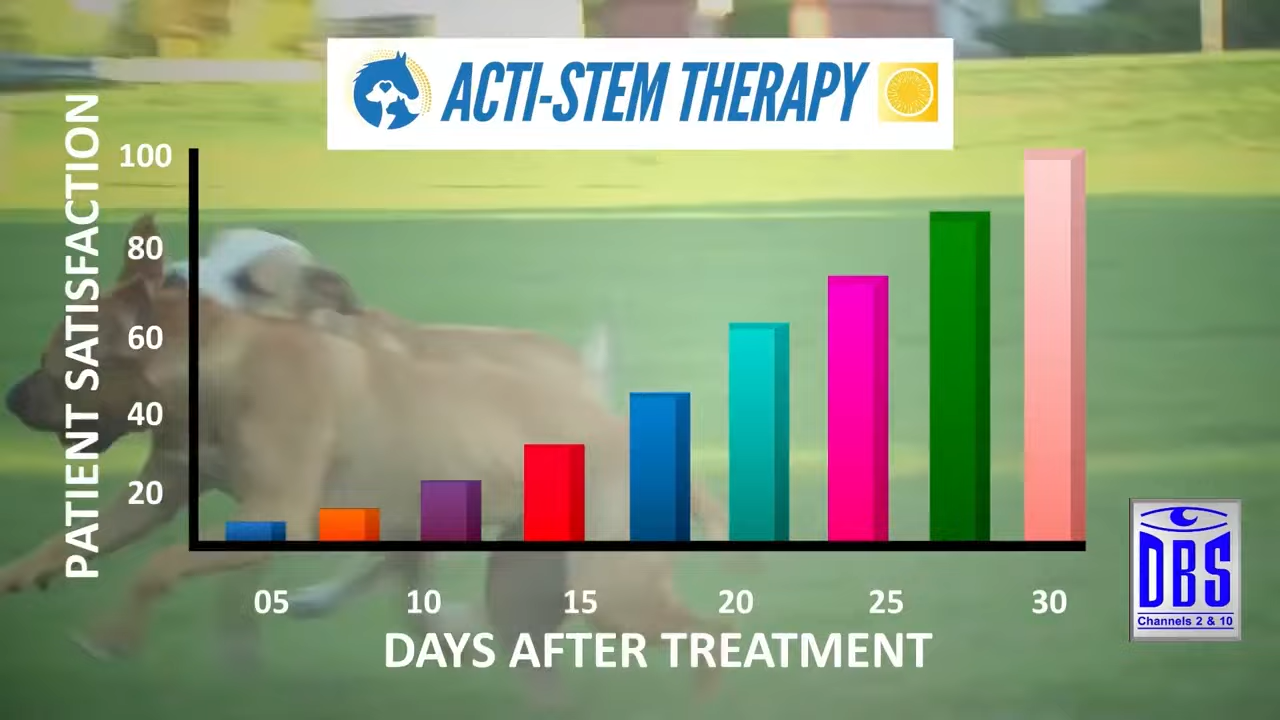 ACTI-STEM THERAPY
PATIENT SATISFACTION
100
80
60
40
20
05 10 15 20 25 30
DAYS AFTER TREATMENT
DBS
Channels 2 & 10